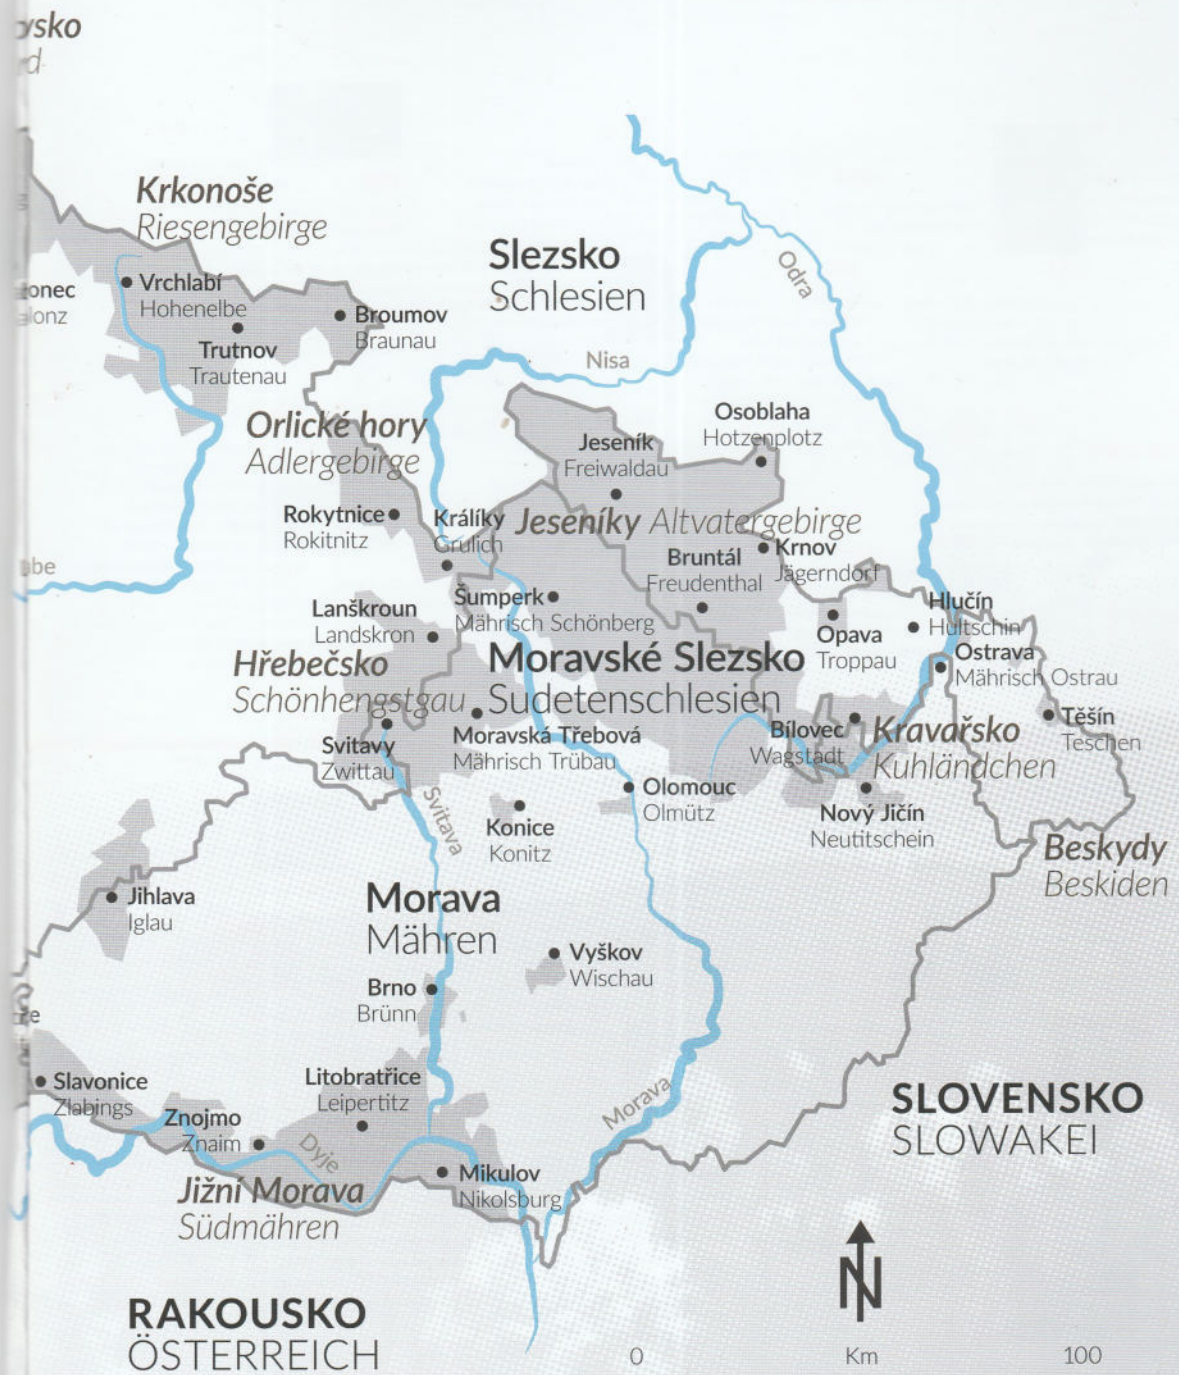 Krkonoše
Riesengebirge
Slezsko
Schlesien
Odra
Vrchlabí
Hohenelbe
Broumov
Braunau
Trutnov
Trautenau
Nisa
Orlické hory
Adlergebirge
Osoblaha
Hotzenplotz
Jeseník
Freiwaldau
Rokytnice
Rokitnitz
Králíky
Grulich
Jeseníky Altvatergebirge
Krnov
Jägerndorf
Bruntál
Freudenthal
Šumperk
Mährisch Schönberg
Lanškroun
Landskron
Hlučín
Hultschin
Opava
Troppau
Ostrava
Mährisch Ostrau
Hřebečsko
Schönhengstgau
Moravské Slezsko
Sudetenschlesien
Těšín
Teschen
Svitavy
Zwittau
Moravská Třebová
Mährisch Trübau
Bílovec
Wagstadt
Kravařsko
Kuhländchen
Olomouc
Olmütz
Nový Jičín
Neutitschein
Svitava
Konice
Konitz
Beskydy
Beskiden
Jihlava
Iglau
Morava
Mähren
Vyškov
Wischau
Brno
Brünn
Slavonice
Zlabings
Litobratřice
Leipertitz
Znojmo
Znaim
Dyje
Morava
SLOVENSKO
SLOWAKEI
Mikulov
Nikolsburg
Jižní Morava
Südmähren
N
RAKOUSKO
ÖSTERREICH
0 Km 100